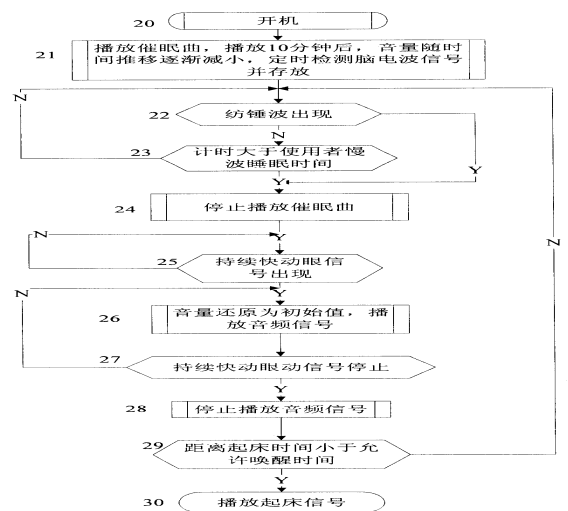 20
开机
21
播放催眠曲，播放10分钟后，音量随时
间推移逐渐减小，定时检测脑电波信号
并存放
N
22
纺锤波出现
N
23
计时大于使用者慢
波睡眠时间
Y
Y
24
停止播放催眠曲
N
Y
N
25
持续快动眼信
号出现
Y
N
26
音量还原为初始值，播
放音频信号
27
持续快动眼动信号停止
Y
28
停止播放音频信号
29
距离起床时间小于允
许唤醒时间
Y
30
播放起床信号